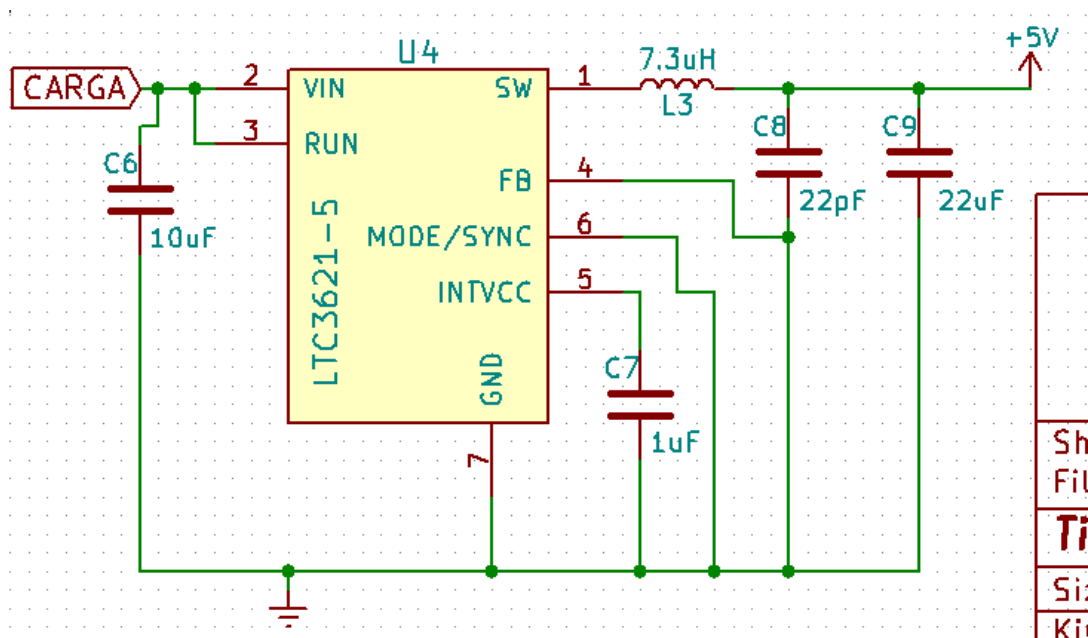 U4
CARGA
2
VIN
3
RUN
SW
1
7.3uH
L3
+5V
C6
10uF
FB
4
MODE/SYNC
6
INTVCC
5
LTC3621-5
GND
7
C8
22pF
C9
22uF
C7
1uF
Sh
Fil
Ti
Siz
Ki